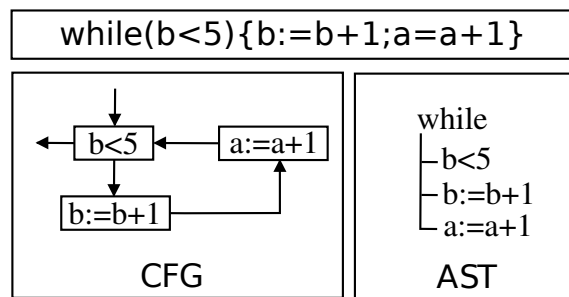 while(b<5){b:=b+1;a=a+1}
b<5
a:=a+1
b:=b+1
CFG
while
b<5
b:=b+1
a:=a+1
AST